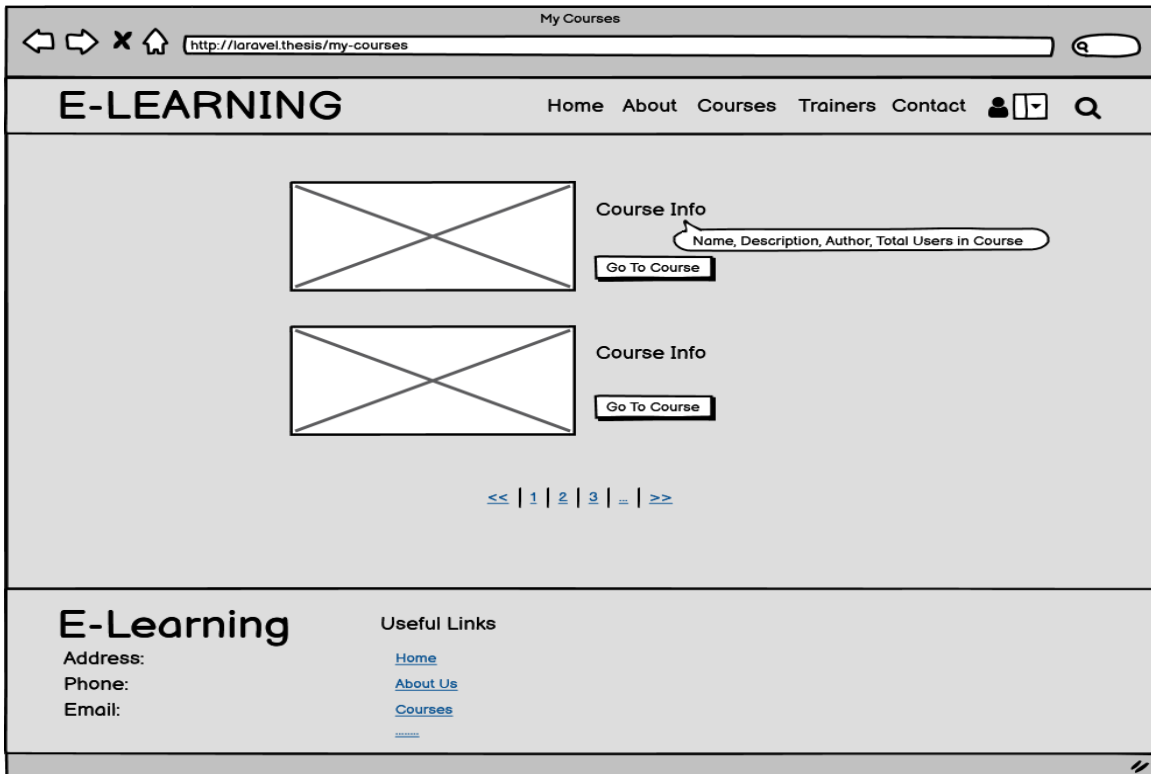 My Courses
http://laravel.thesis/my-courses
E-LEARNING
Home About Courses Trainers Contact
Course Info
Name, Description, Author, Total Users in Course
Go To Course
Course Info
Go To Course
<< | 1 | 2 | 3 | ... | >>
E-Learning
Address:
Phone:
Email:
Useful Links
Home
About Us
Courses
........